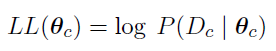 LL(θ_c) = log P(D_c | θ_c)